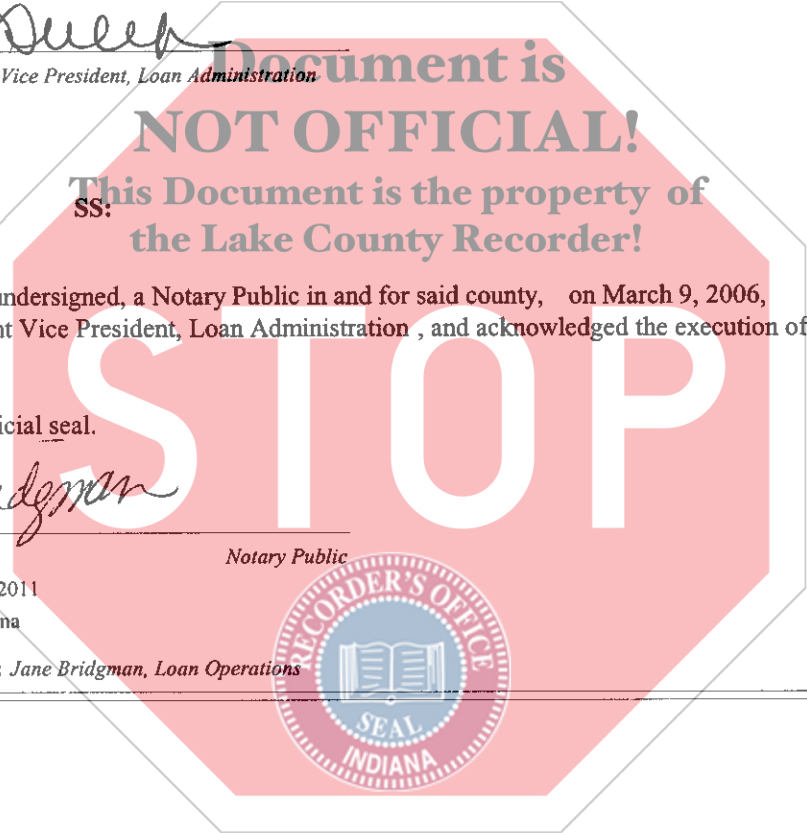 Vice President, Loan Administration
Document is
NOT OFFICIAL!
This Document is the property of
the Lake County Recorder!
SS:
undersigned, a Notary Public in and for said county, on March 9, 2006,
nt Vice President, Loan Administration , and acknowledged the execution of
STOP
icial seal.
Notary Public
2011
na
Jane Bridgman, Loan Operations
RECORDER'S OFFICE
SEAL
INDIANA